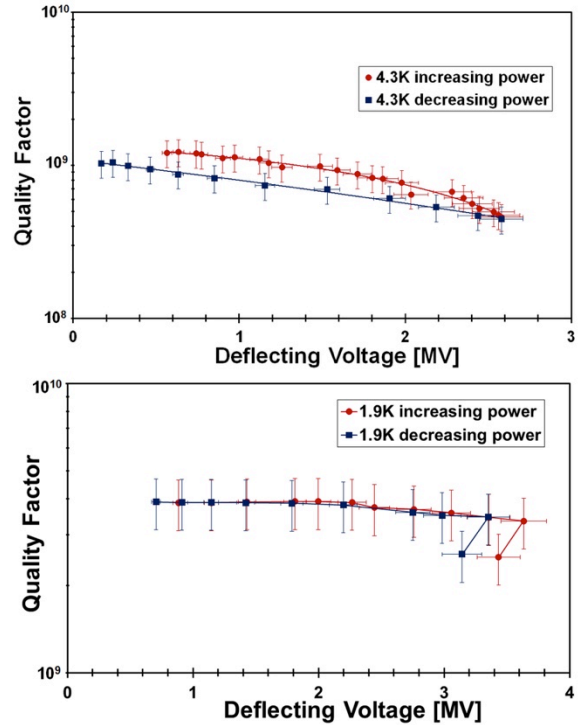 10¹⁰
4.3K increasing power
4.3K decreasing power
Quality Factor
10⁹
10⁸
0 1 2 3
Deflecting Voltage [MV]
10¹⁰
1.9K increasing power
1.9K decreasing power
Quality Factor
10⁹
0 1 2 3 4
Deflecting Voltage [MV]